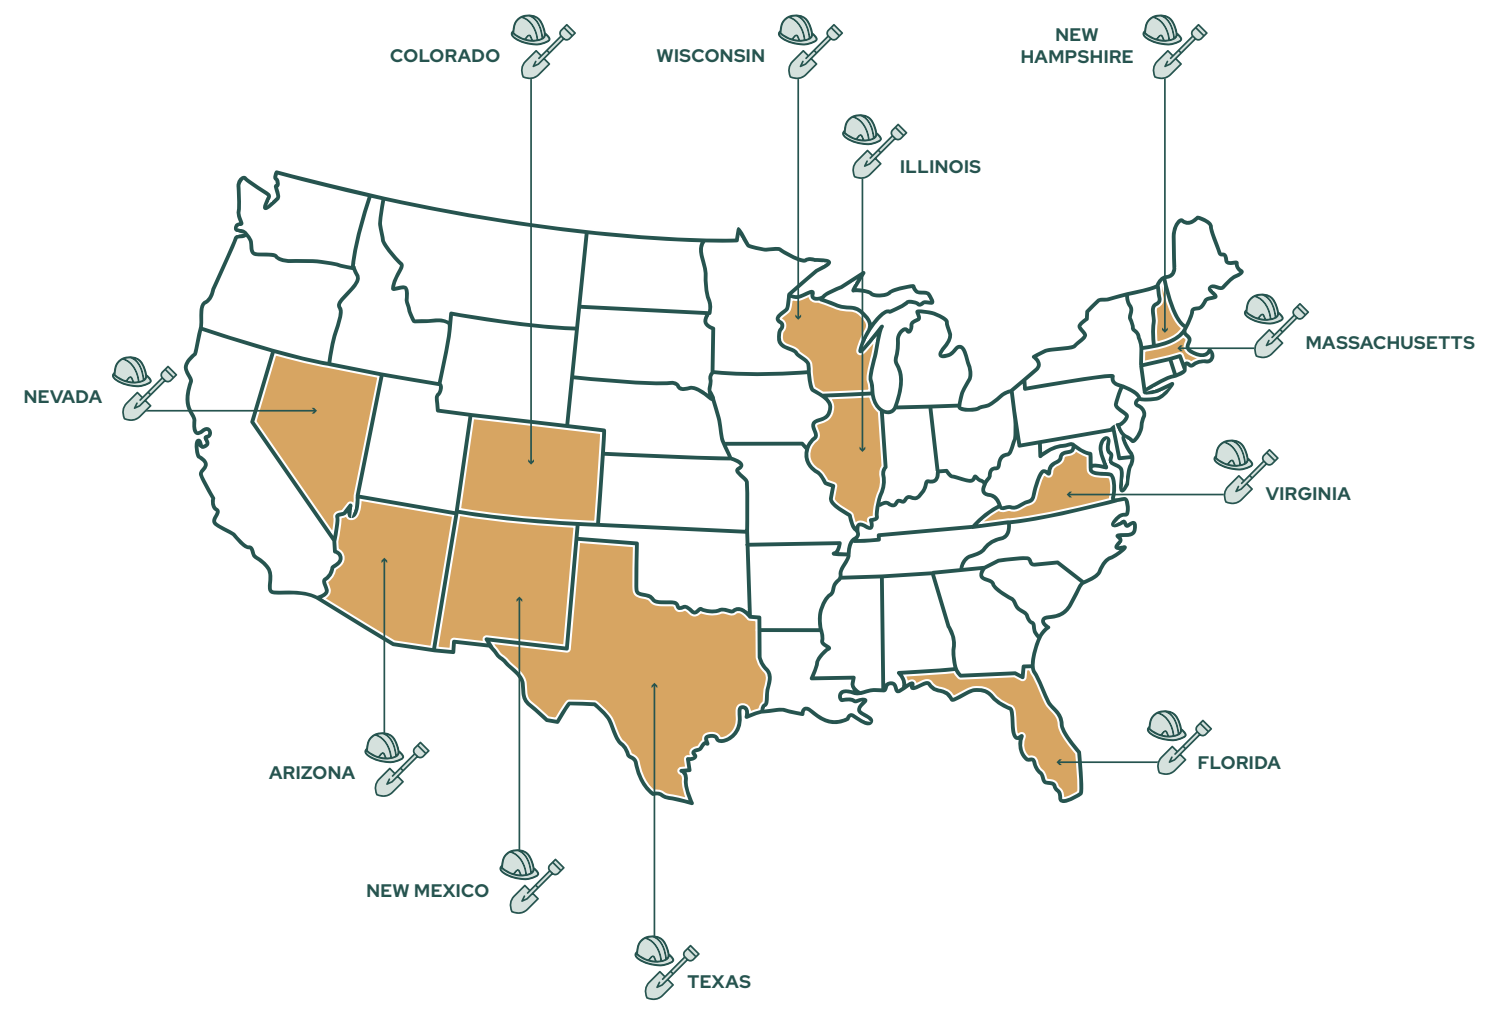 NEW
HAMPSHIRE
COLORADO
WISCONSIN
ILLINOIS
MASSACHUSETTS
NEVADA
VIRGINIA
FLORIDA
ARIZONA
NEW MEXICO
TEXAS